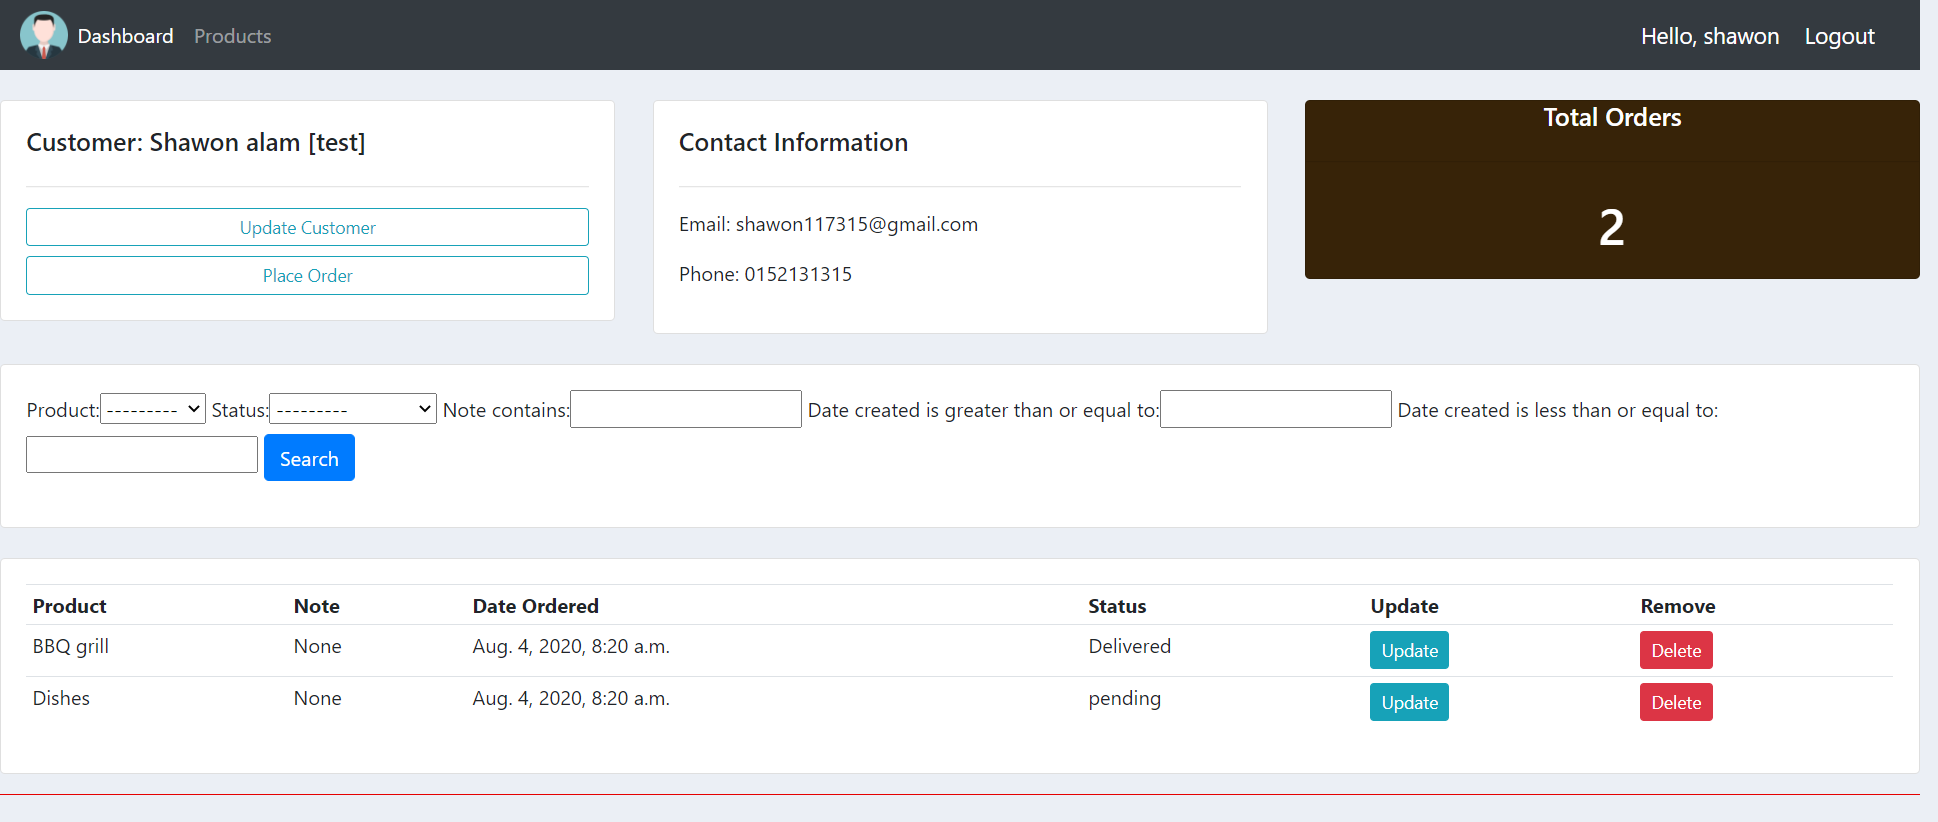 Dashboard Products Hello, shawon Logout
Customer: Shawon alam [test]
Update Customer
Place Order
Contact Information
Email: shawon117315@gmail.com
Phone: 0152131315
Total Orders
2
Product: --------- Status: --------- Note contains: Date created is greater than or equal to: Date created is less than or equal to:
Search
Product Note Date Ordered Status Update Remove
BBQ grill None Aug. 4, 2020, 8:20 a.m. Delivered Update Delete
Dishes None Aug. 4, 2020, 8:20 a.m. pending Update Delete